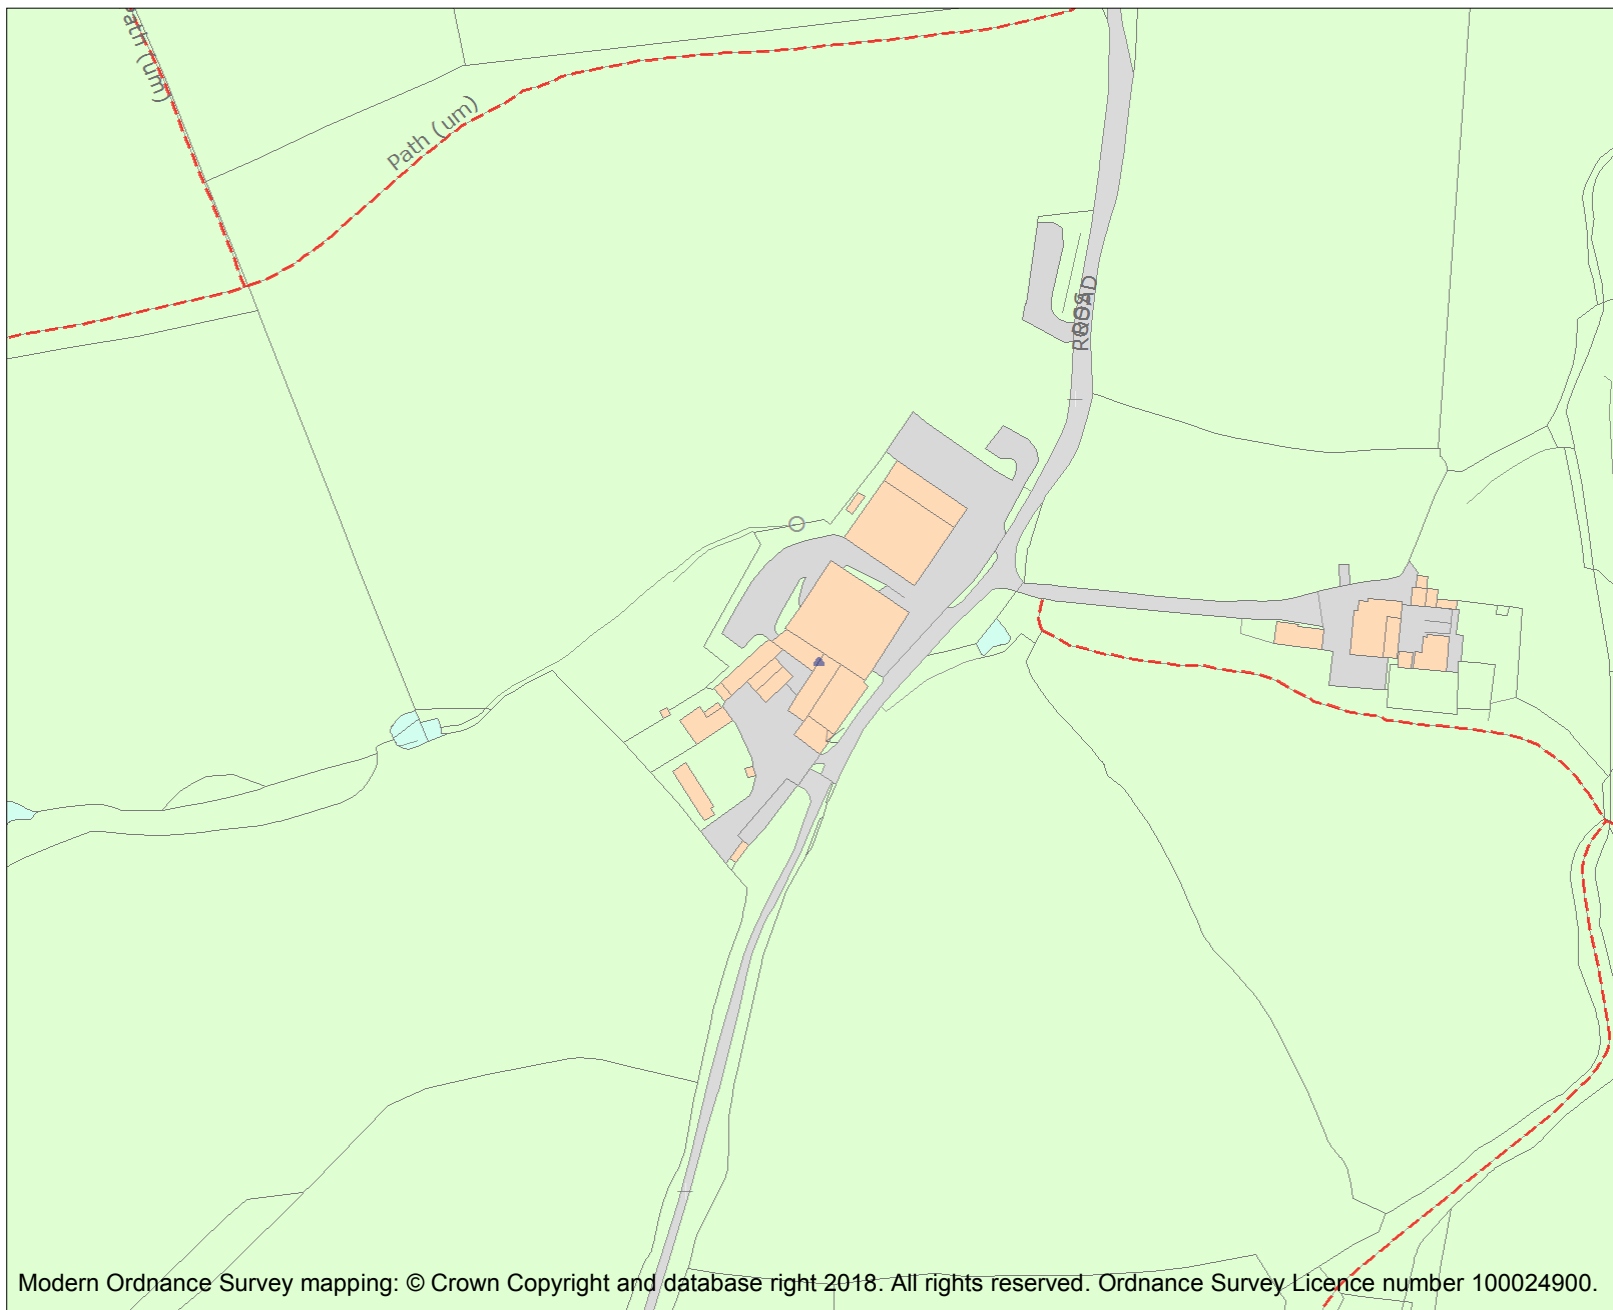 Path (um)
Path (um)
ROAD
Modern Ordnance Survey mapping: © Crown Copyright and database right 2018. All rights reserved. Ordnance Survey Licence number 100024900.